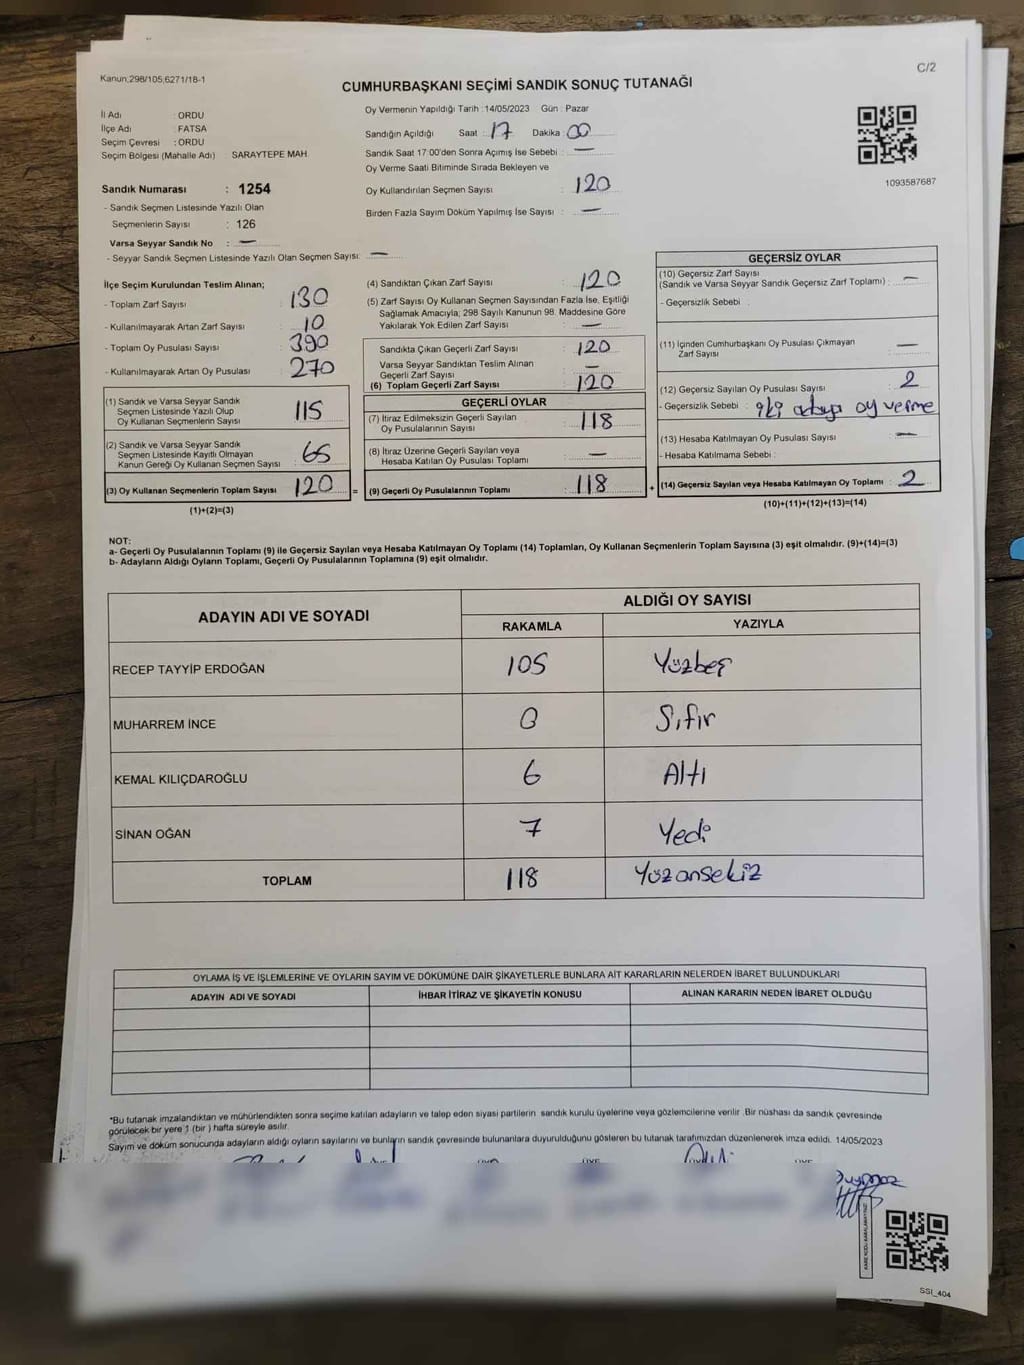 C/2
Kanun,298/105,6271/18-1
CUMHURBAŞKANI SEÇİMİ SANDIK SONUÇ TUTANAĞI
İl Adı : ORDU
İlçe Adı : FATSA
Seçim Çevresi : ORDU
Seçim Bölgesi (Mahalle Adı) SARAYTEPE MAH.
Sandık Numarası : 1254
- Sandık Seçmen Listesinde Yazılı Olan
Seçmenlerin Sayısı : 126
Varsa Seyyar Sandık No : —
- Seyyar Sandık Seçmen Listesinde Yazılı Olan Seçmen Sayısı: —
Oy Vermenin Yapıldığı Tarih :14/05/2023 Gün : Pazar
Sandığın Açıldığı Saat : 17 Dakika : 00
Sandık Saat 17:00'den Sonra Açımış İse Sebebi : —
Oy Verme Saati Bitiminde Sırada Bekleyen ve
Oy Kullandırılan Seçmen Sayısı : 120
Birden Fazla Sayım Döküm Yapılmış İse Sayısı : —
1093587687
İlçe Seçim Kurulundan Teslim Alınan;
- Toplam Zarf Sayısı : 130
- Kullanılmayarak Artan Zarf Sayısı : 10
- Toplam Oy Pusulası Sayısı : 390
- Kullanılmayarak Artan Oy Pusulası : 270
(1) Sandık ve Varsa Seyyar Sandık
Seçmen Listesinde Yazılı Olup
Oy Kullanan Seçmenlerin Sayısı : 115
(2) Sandık ve Varsa Seyyar Sandık
Seçmen Listesinde Kayıtlı Olmayan
Kanun Gereği Oy Kullanan Seçmen Sayısı :
(3) Oy Kullanan Seçmenlerin Toplam Sayısı : 120 =
(1)+(2)=(3)
(4) Sandıktan Çıkan Zarf Sayısı : 120
(5) Zarf Sayısı Oy Kullanan Seçmen Sayısından Fazla İse, Eşitliği
Sağlamak Amacıyla; 298 Sayılı Kanunun 98. Maddesine Göre
Yakılarak Yok Edilen Zarf Sayısı : —
Sandıkta Çıkan Geçerli Zarf Sayısı : 120
Varsa Seyyar Sandıktan Teslim Alınan
Geçerli Zarf Sayısı : —
(6) Toplam Geçerli Zarf Sayısı : 120
GEÇERLİ OYLAR
(7) İtiraz Edilmeksizin Geçerli Sayılan
Oy Pusulalarının Sayısı : 118
(8) İtiraz Üzerine Geçerli Sayılan veya
Hesaba Katılan Oy Pusulası Toplamı : —
(9) Geçerli Oy Pusulalarının Toplamı : 118 +
GEÇERSİZ OYLAR
(10) Geçersiz Zarf Sayısı
(Sandık ve Varsa Seyyar Sandık Geçersiz Zarf Toplamı) : —
- Geçersizlik Sebebi :
(11) İçinden Cumhurbaşkanı Oy Pusulası Çıkmayan
Zarf Sayısı : —
(12) Geçersiz Sayılan Oy Pusulası Sayısı : 2
- Geçersizlik Sebebi : iki adaya oy verme
(13) Hesaba Katılmayan Oy Pusulası Sayısı : —
- Hesaba Katılmama Sebebi :
(14) Geçersiz Sayılan veya Hesaba Katılmayan Oy Toplamı : 2
(10)+(11)+(12)+(13)=(14)
NOT:
a- Geçerli Oy Pusulalarının Toplamı (9) ile Geçersiz Sayılan veya Hesaba Katılmayan Oy Toplamı (14) Toplamları, Oy Kullanan Seçmenlerin Toplam Sayısına (3) eşit olmalıdır. (9)+(14)=(3)
b- Adayların Aldığı Oyların Toplamı, Geçerli Oy Pusulalarının Toplamına (9) eşit olmalıdır.
ADAYIN ADI VE SOYADI ALDIĞI OY SAYISI
RAKAMLA YAZIYLA
RECEP TAYYİP ERDOĞAN 105 Yüzbeş
MUHARREM İNCE 0 Sıfır
KEMAL KILIÇDAROĞLU 6 Altı
SİNAN OĞAN 7 Yedi
TOPLAM 118 Yüzonsekiz
OYLAMA İŞ VE İŞLEMLERİNE VE OYLARIN SAYIM VE DÖKÜMÜNE DAİR ŞİKAYETLERLE BUNLARA AİT KARARLARIN NELERDEN İBARET BULUNDUKLARI
ADAYIN ADI VE SOYADI İHBAR İTİRAZ VE ŞİKAYETİN KONUSU ALINAN KARARIN NEDEN İBARET OLDUĞU
*Bu tutanak imzalandıktan ve mühürlendikten sonra seçime katılan adayların ve talep eden siyasi partilerin sandık kurulu üyelerine veya gözlemcilerine verilir .Bir nüshası da sandık çevresinde
görülecek bir yere 1 (bir ) hafta süreyle asılır.
Sayım ve döküm sonucunda adayların aldığı oyların sayılarını ve bunların sandık çevresinde bulunanlara duyurulduğunu gösteren bu tutanak tarafımızdan düzenlenerek imza edildi. 14/05/2023
KARE KODU KARALAMAYINIZ
SSI_404